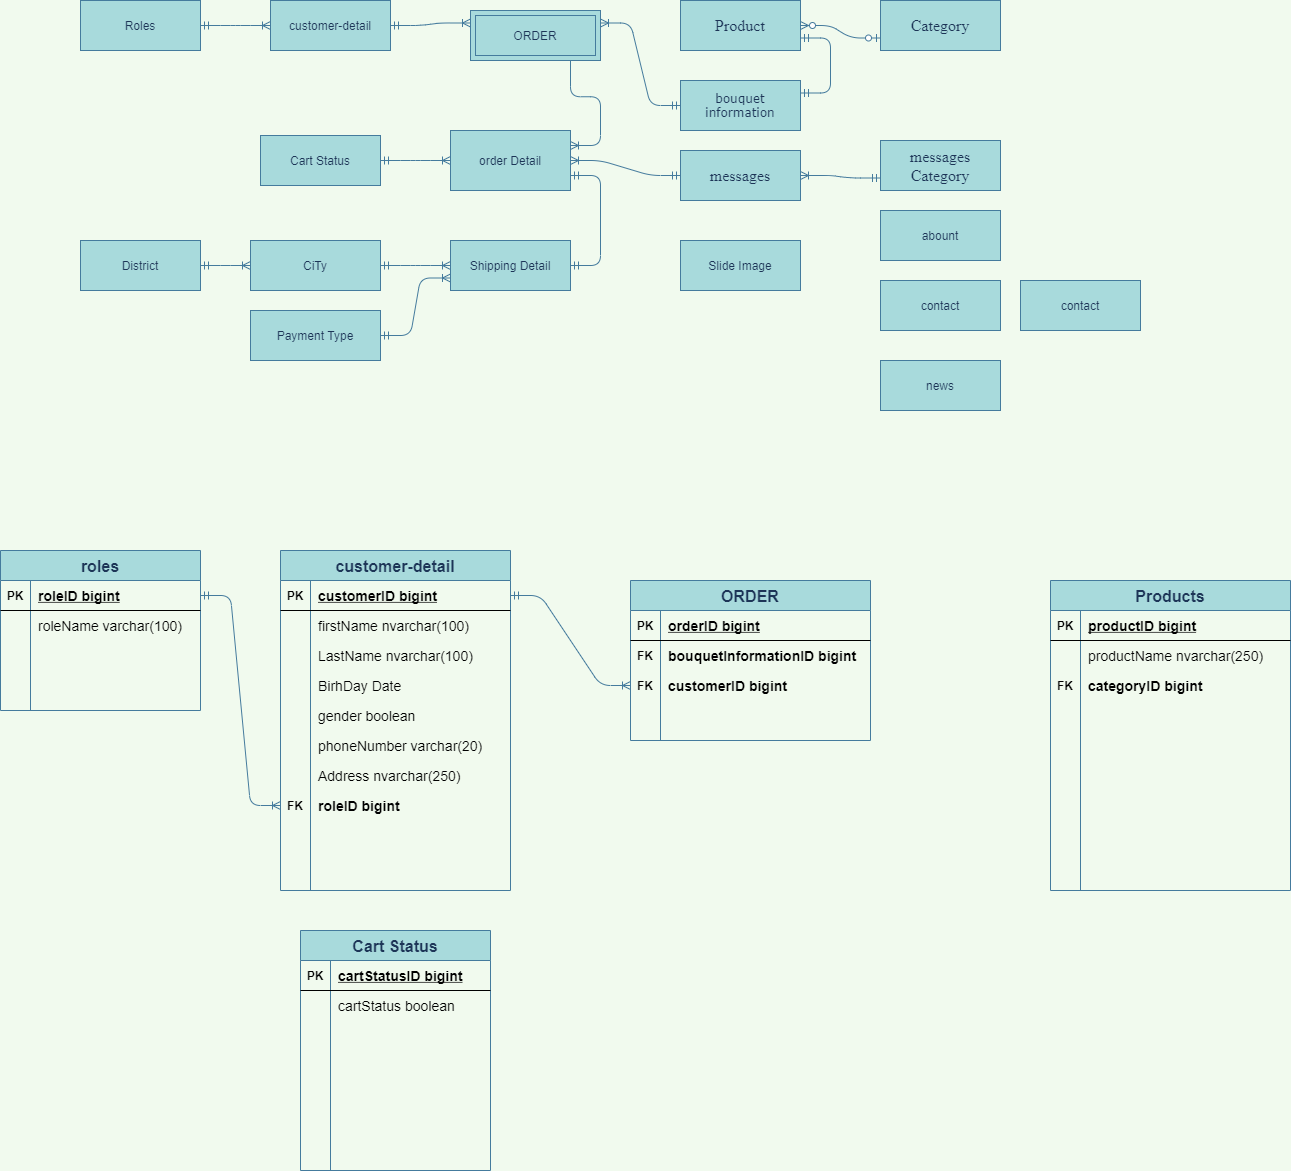 Roles
customer-detail
ORDER
Product
Category
bouquet
information
Cart Status
order Detail
messages
messages
Category
abount
District
CiTy
Shipping Detail
Slide Image
contact
contact
Payment Type
news
roles
PK roleID bigint
roleName varchar(100)
customer-detail
PK customerID bigint
firstName nvarchar(100)
LastName nvarchar(100)
BirhDay Date
gender boolean
phoneNumber varchar(20)
Address nvarchar(250)
FK roleID bigint
ORDER
PK orderID bigint
FK bouquetInformationID bigint
FK customerID bigint
Products
PK productID bigint
productName nvarchar(250)
FK categoryID bigint
Cart Status
PK cartStatusID bigint
cartStatus boolean